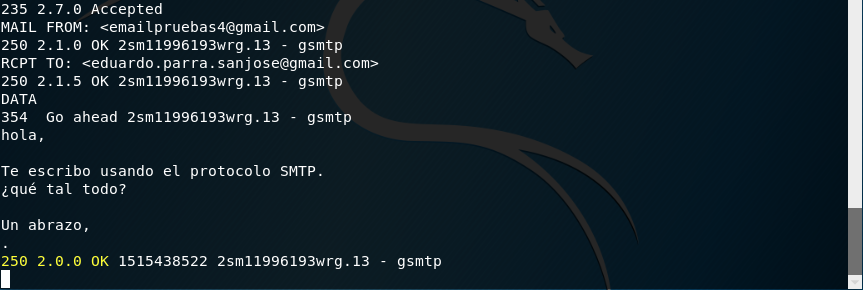 235 2.7.0 Accepted
MAIL FROM: <emailpruebas4@gmail.com>
250 2.1.0 OK 2sm11996193wrg.13 - gsmtp
RCPT TO: <eduardo.parra.sanjose@gmail.com>
250 2.1.5 OK 2sm11996193wrg.13 - gsmtp
DATA
354  Go ahead 2sm11996193wrg.13 - gsmtp
hola,
Te escribo usando el protocolo SMTP.
¿qué tal todo?
Un abrazo,
.
250 2.0.0 OK 1515438522 2sm11996193wrg.13 - gsmtp